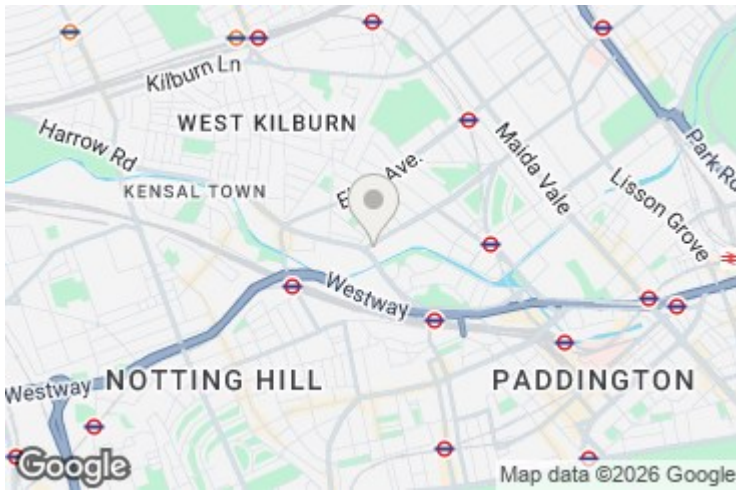 Kilburn Ln
WEST KILBURN
Harrow Rd
Maida Vale
Park Rd
KENSAL TOWN
Ave.
Lisson Grove
Westway
Westway
NOTTING HILL
PADDINGTON
Google
Map data ©2026 Google